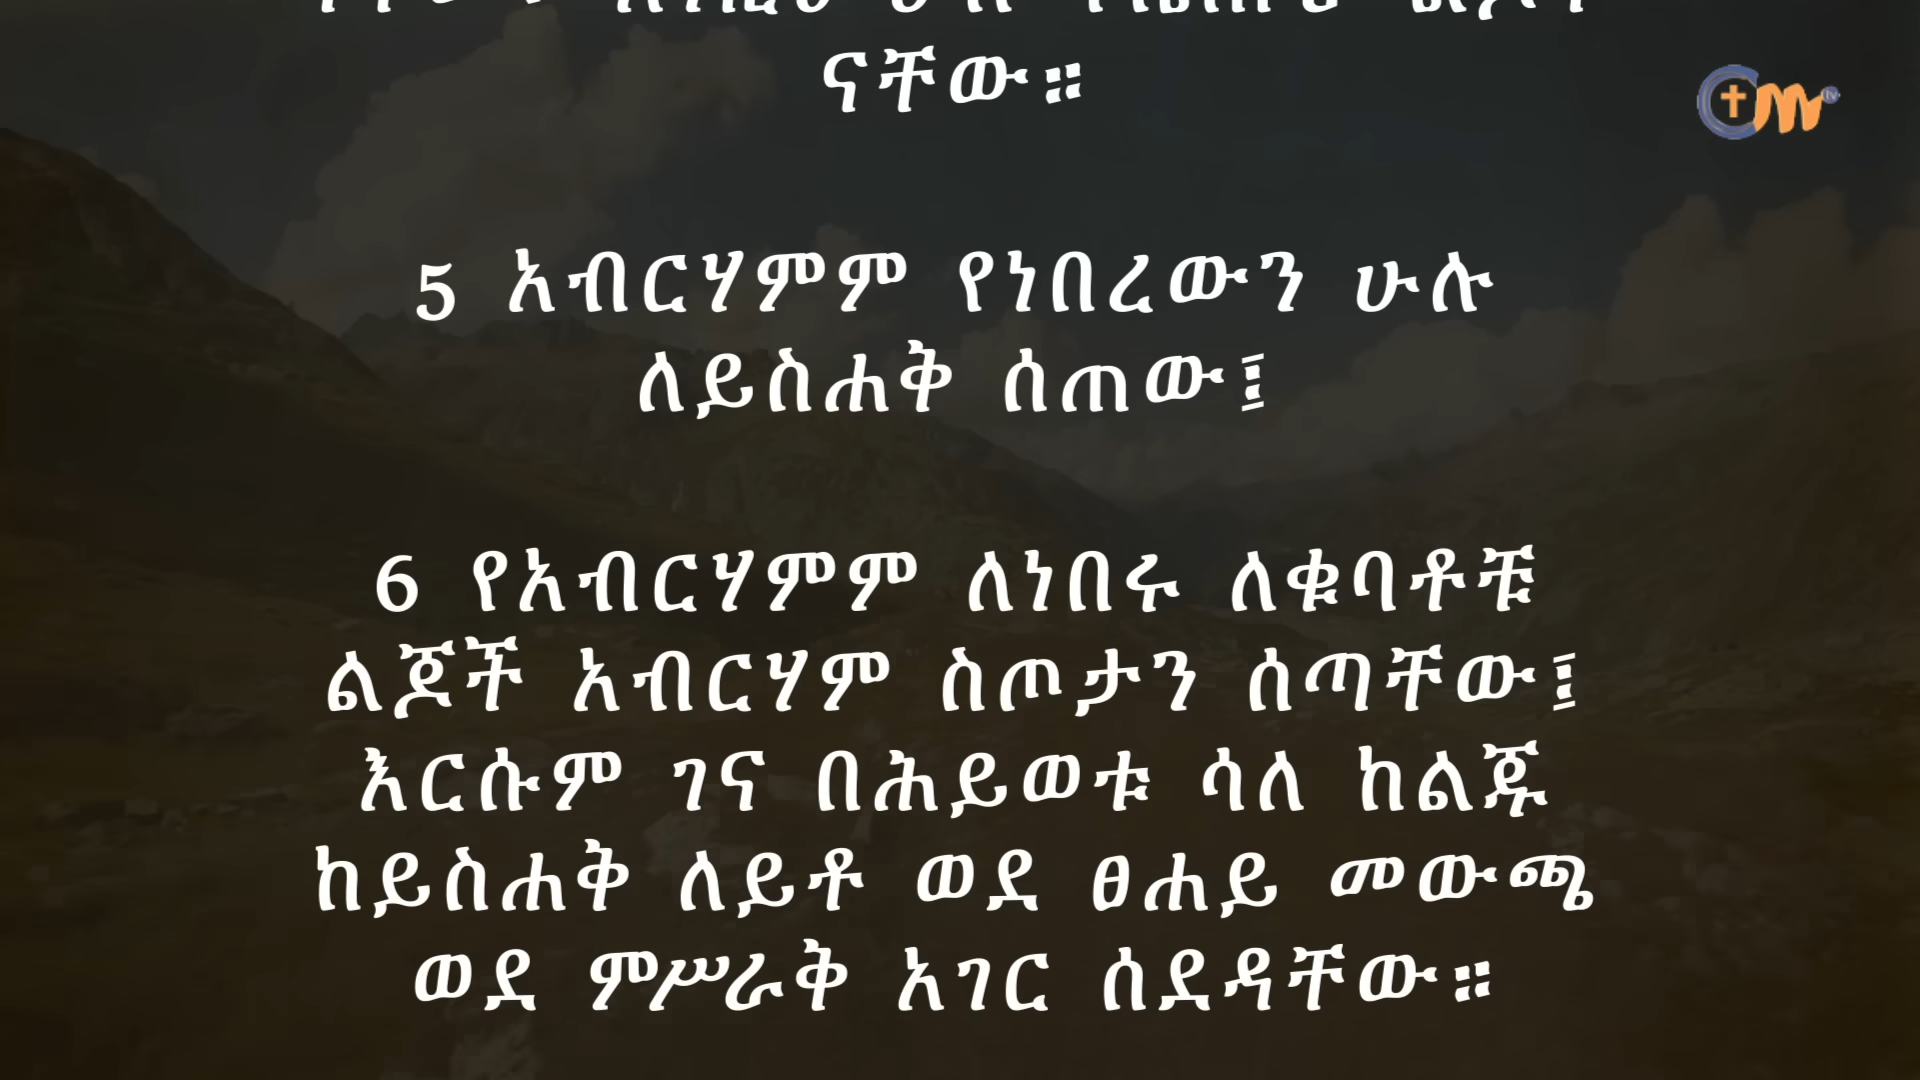 ናቸው።
5 አብርሃምም የነበረውን ሁሉ
ለይስሐቅ ሰጠው፤
6 የአብርሃምም ለነበሩ ለቁባቶቹ
ልጆች አብርሃም ስጦታን ሰጣቸው፤
እርሱም ገና በሕይወቱ ሳለ ከልጁ
ከይስሐቅ ለይቶ ወደ ፀሐይ መውጫ
ወደ ምሥራቅ አገር ሰደዳቸው።